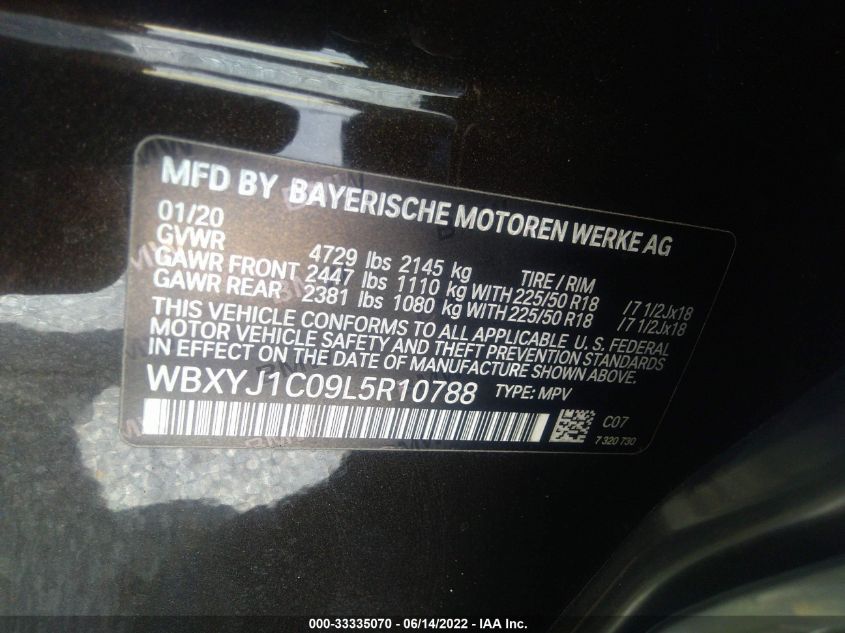 MFD BY BAYERISCHE MOTOREN WERKE AG
01/20
GVWR 4729 lbs 2145 kg TIRE / RIM
GAWR FRONT 2447 lbs 1110 kg WITH 225/50 R18 /7 1/2Jx18
GAWR REAR 2381 lbs 1080 kg WITH 225/50 R18 /7 1/2Jx18
THIS VEHICLE CONFORMS TO ALL APPLICABLE U. S. FEDERAL
MOTOR VEHICLE SAFETY AND THEFT PREVENTION STANDARDS
IN EFFECT ON THE DATE OF MANUFACTURE SHOWN ABOVE.
WBXYJ1C09L5R10788 TYPE: MPV
C07
7 320 730
000-33335070 - 06/14/2022 - IAA Inc.